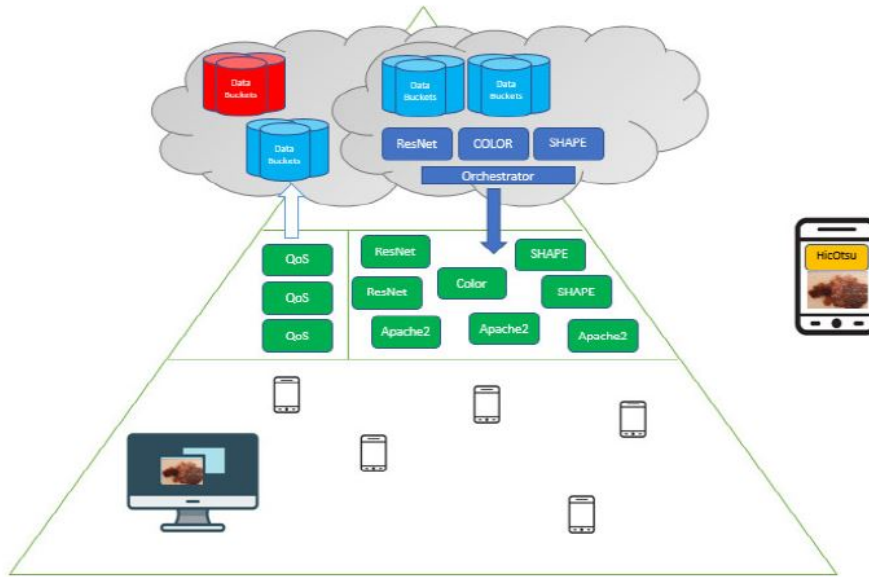 Data
Buckets
Data
Buckets
Data
Buckets
Data
Buckets
ResNet
COLOR
SHAPE
Orchestrator
QoS
QoS
QoS
ResNet
SHAPE
Color
ResNet
SHAPE
Apache2
Apache2
Apache2
HicOtsu